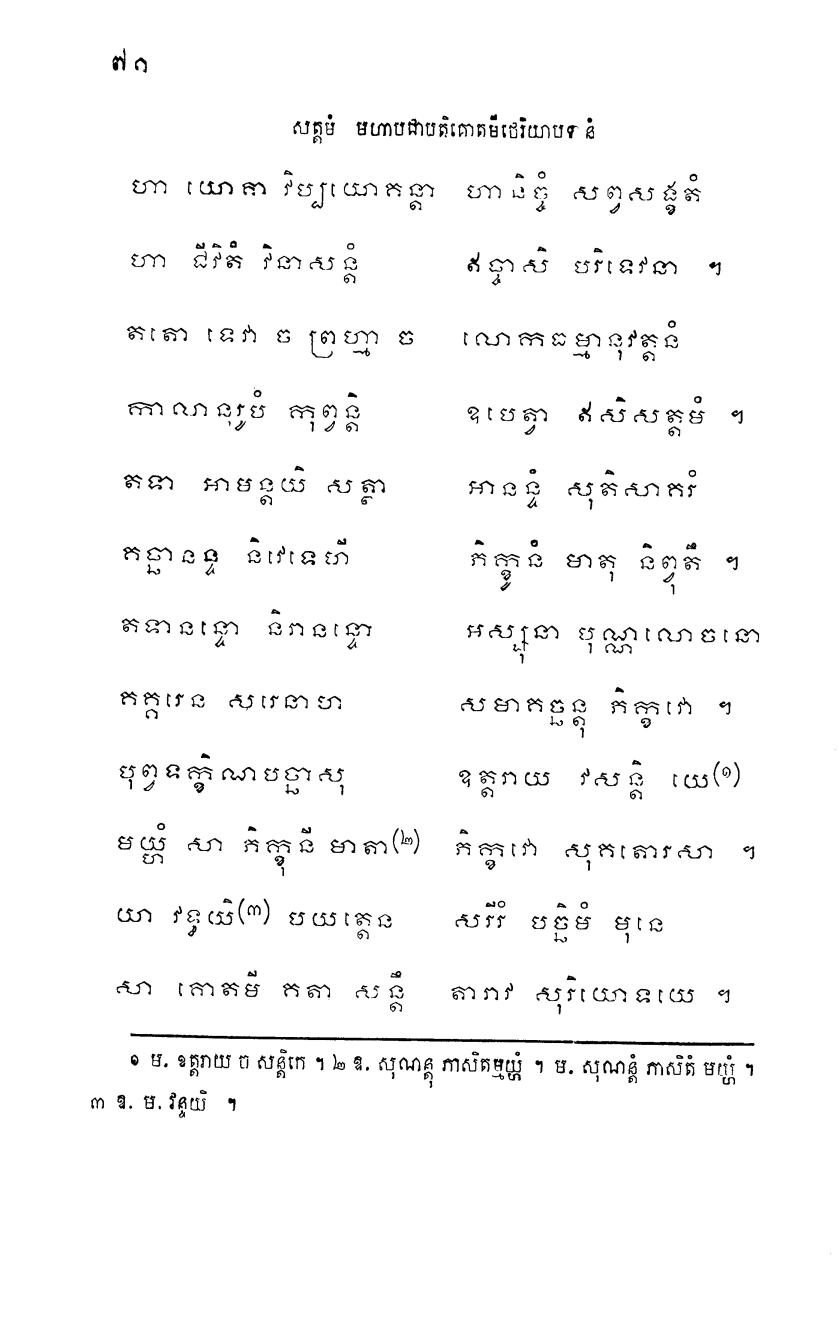 ៧១
សត្តមំ មហាបជាបតិគោតមីថេរិយាបទានំ
ហា យោគា វិប្បយោគន្តា ហានិច្ចំ សព្វសង្ខតំ
ហា ជីវិតំ វិនាសន្តំ ឥច្ចាសិ បរិទេវនា ។
តតោ ទេវា ច ព្រហ្មា ច លោកធម្មានុវត្តនំ
កាលានុរូបំ កុព្វន្តិ ឧបេត្វា ឥសិសត្តមំ ។
តទា អាមន្តយិ សត្ថា អានន្ទំ សុតិសាគរំ
គច្ឆានន្ទ និវេទេហិ ភិក្ខូនំ មាតុ និព្វុតឹ ។
តទានន្ទោ និរានន្ទោ អស្សុនា បុណ្ណលោចនោ
គគ្គរេន សរេនាហ សមាគច្ឆន្តុ ភិក្ខវោ ។
បុព្វទក្ខិណបច្ឆាសុ ឧត្តរាយ វសន្តិ យេ(១)
មយ្ហំ សា ភិក្ខុនី មាតា(២) ភិក្ខវោ សុគតោរសា ។
យា វឌ្ឍយិ(៣) បយត្តេន សរីរំ បច្ឆិមំ មុនេ
សា គោតមី គតា សន្តឹ តារាវ សុរិយោទយេ ។
១ ម. ឧត្តរាយ ច សន្តិកេ ។ ២ ឱ. សុណន្តុ ភាសិតម្មយ្ហំ ។ ម. សុណន្តំ ភាសិតំ មយ្ហំ ។
៣ ឱ. ម. វន្ទយិ ។